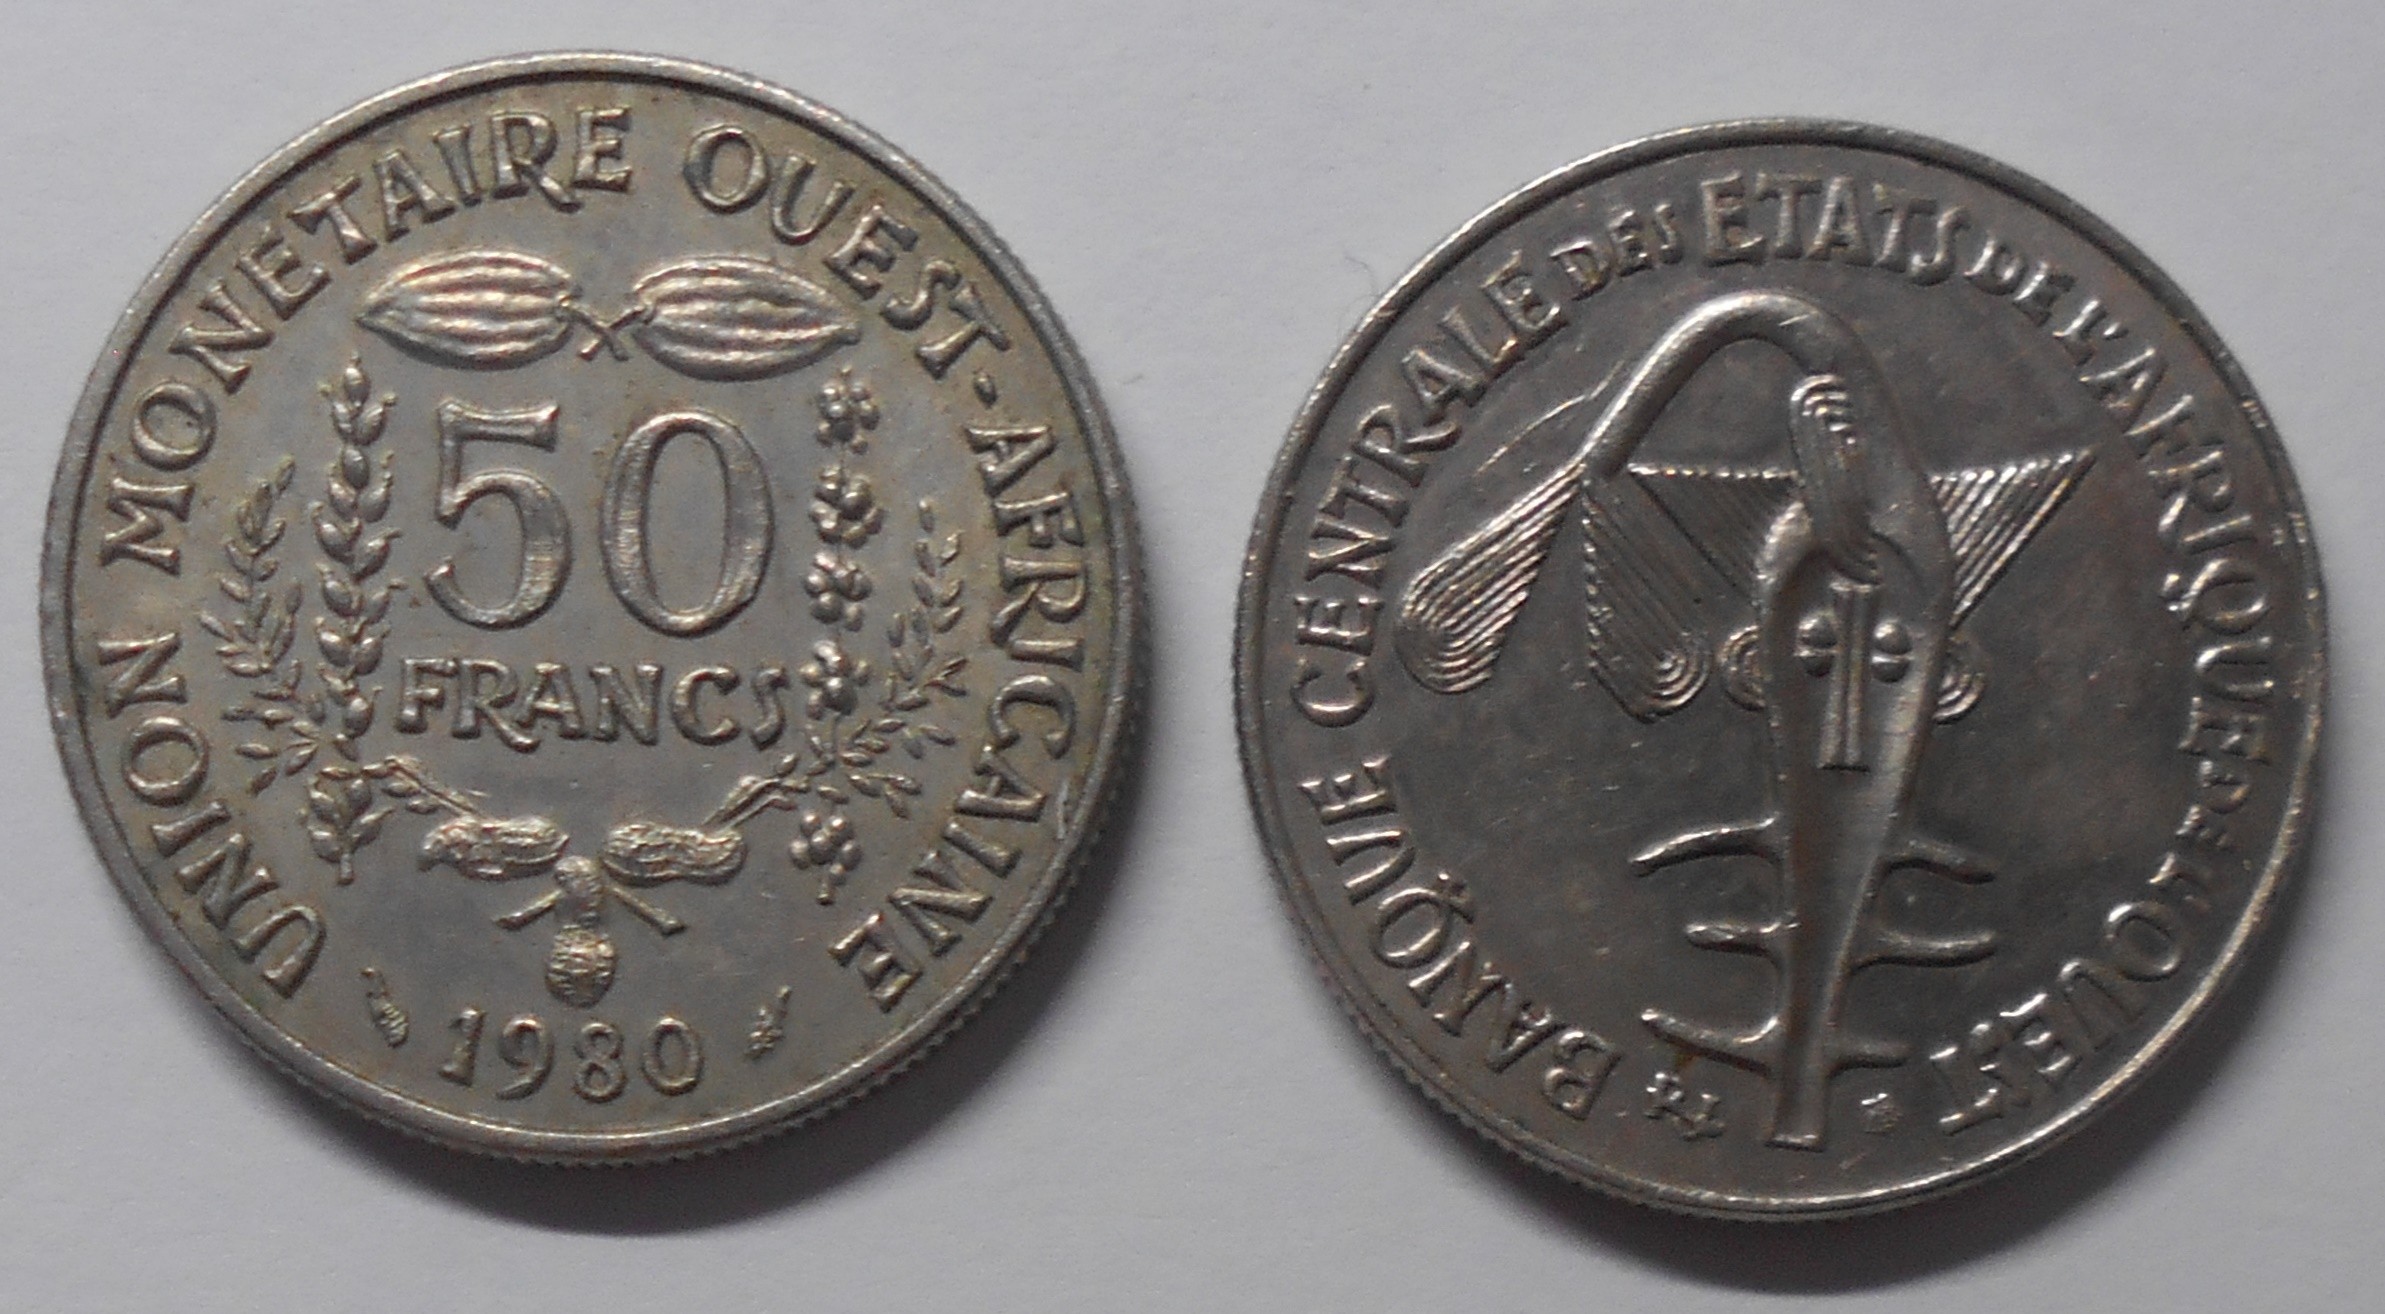 UNION MONETAIRE OUEST-AFRICAINE
50
FRANCS
1980
BANQUE CENTRALE DES ETATS DE L'AFRIQUE DE L'OUEST